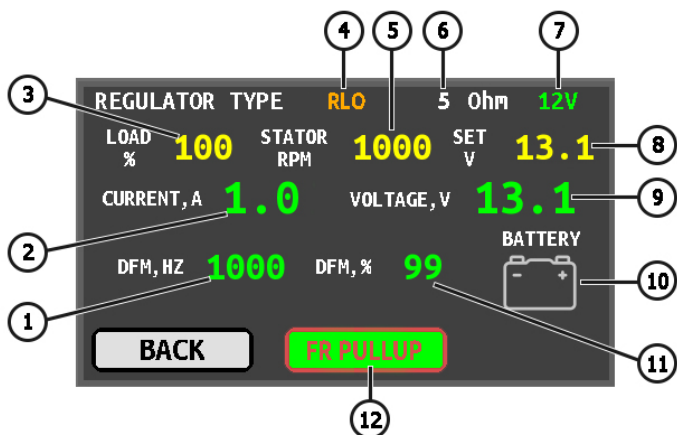 4 5 6 7
3 REGULATOR TYPE RLO 5 Ohm 12V
LOAD % 100 STATOR RPM 1000 SET V 13.1 8
CURRENT,A 1.0 VOLTAGE,V 13.1 9
2 BATTERY
DFM,HZ 1000 DFM,% 99 - + 10
1
BACK FR PULLUP 11
12